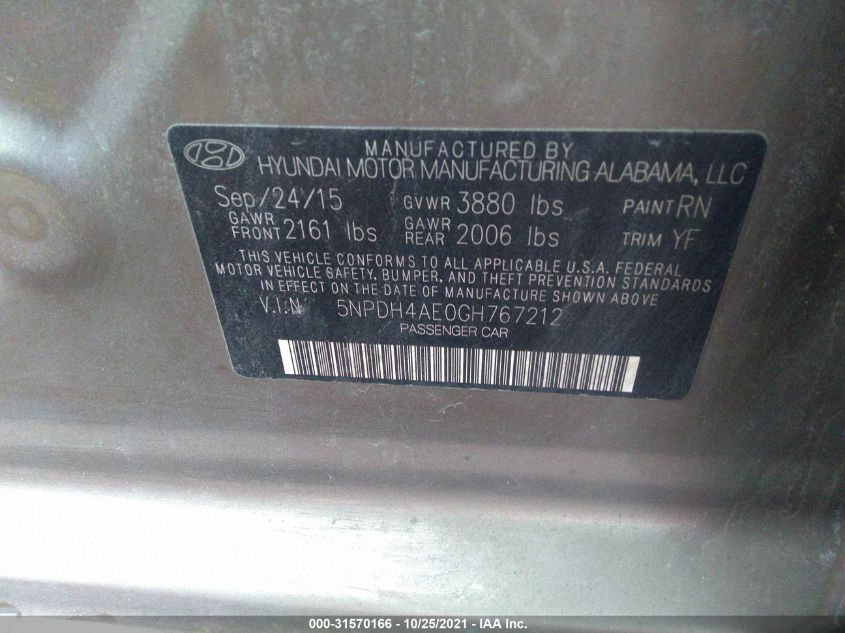 MANUFACTURED BY
HYUNDAI MOTOR MANUFACTURING ALABAMA, LLC
Sep/24/15 GVWR 3880 lbs PAINT RN
GAWR FRONT 2161 lbs GAWR REAR 2006 lbs TRIM YF
THIS VEHICLE CONFORMS TO ALL APPLICABLE U.S.A. FEDERAL
MOTOR VEHICLE SAFETY, BUMPER, AND THEFT PREVENTION STANDARDS
IN EFFECT ON THE DATE OF MANUFACTURE SHOWN ABOVE
V.I.N 5NPDH4AE0GH767212
PASSENGER CAR
000-31570166 - 10/25/2021 - IAA Inc.